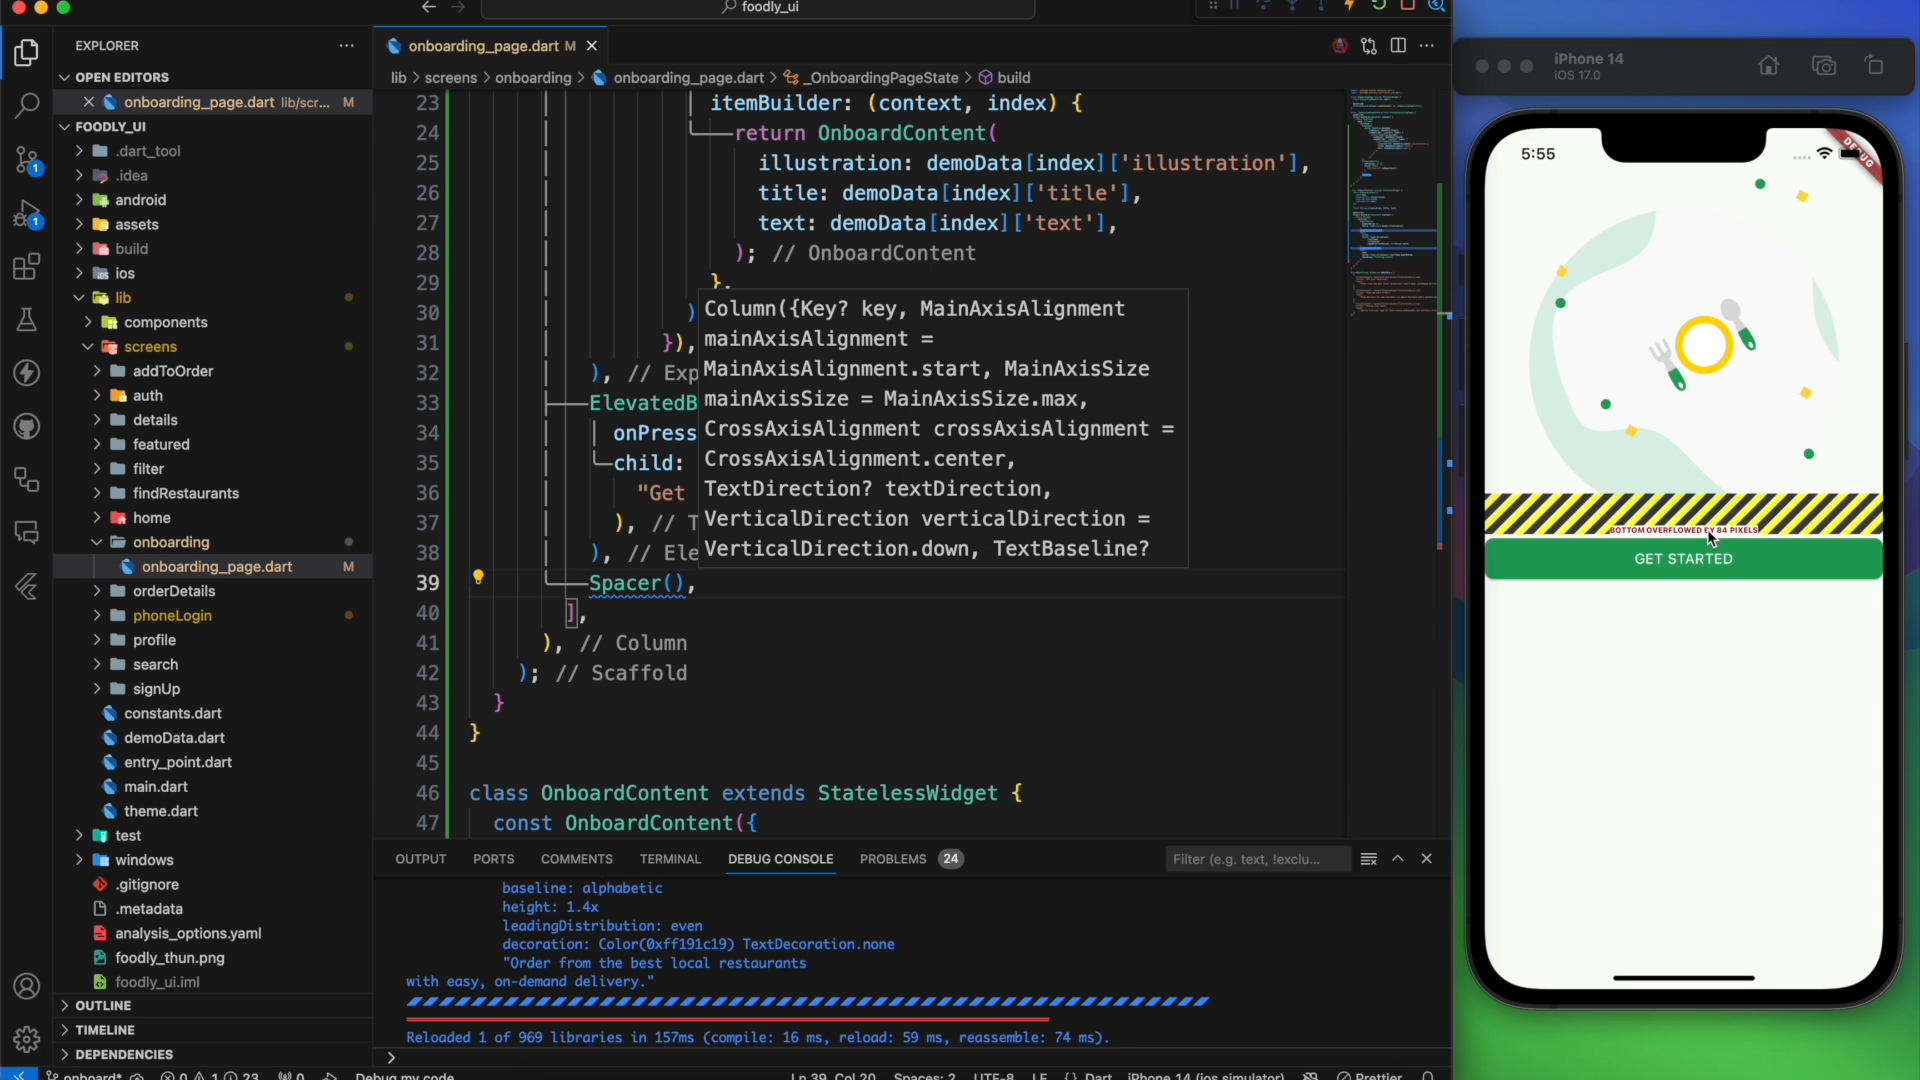 foodly_ui
EXPLORER
OPEN EDITORS
onboarding_page.dart lib/scr... M
FOODLY_UI
.dart_tool
.idea
android
assets
build
ios
lib
components
screens
addToOrder
auth
details
featured
filter
findRestaurants
home
onboarding
onboarding_page.dart M
orderDetails
phoneLogin
profile
search
signUp
constants.dart
demoData.dart
entry_point.dart
main.dart
theme.dart
test
windows
.gitignore
.metadata
analysis_options.yaml
foodly_thun.png
foodly_ui.iml
OUTLINE
TIMELINE
DEPENDENCIES
1
1
onboarding_page.dart M
lib > screens > onboarding > onboarding_page.dart > _OnboardingPageState > build
23 itemBuilder: (context, index) {
24 return OnboardContent(
25 illustration: demoData[index]['illustration'],
26 title: demoData[index]['title'],
27 text: demoData[index]['text'],
28 ); // OnboardContent
29 },
30 )
31 }),
32 ), // Exp
33 ElevatedB
34 onPress
35 child:
36 "Get
37 ), // T
38 ), // Ele
39 Spacer(),
40 ],
41 ), // Column
42 ); // Scaffold
43 }
44 }
45
46 class OnboardContent extends StatelessWidget {
47 const OnboardContent({
Column({Key? key, MainAxisAlignment
mainAxisAlignment =
MainAxisAlignment.start, MainAxisSize
mainAxisSize = MainAxisSize.max,
CrossAxisAlignment crossAxisAlignment =
CrossAxisAlignment.center,
TextDirection? textDirection,
VerticalDirection verticalDirection =
VerticalDirection.down, TextBaseline?
OUTPUT PORTS COMMENTS TERMINAL DEBUG CONSOLE PROBLEMS 24
Filter (e.g. text, !exclu...
baseline: alphabetic
height: 1.4x
leadingDistribution: even
decoration: Color(0xff191c19) TextDecoration.none
"Order from the best local restaurants
with easy, on-demand delivery."
Reloaded 1 of 969 libraries in 157ms (compile: 16 ms, reload: 59 ms, reassemble: 74 ms).
onboard* 0 1 23 0 Debug my code
Ln 39, Col 20 Spaces: 2 UTF-8 LF {} Dart iPhone 14 (ios simulator) Prettier
iPhone 14
iOS 17.0
5:55
DEBUG
BOTTOM OVERFLOWED BY 84 PIXELS
GET STARTED